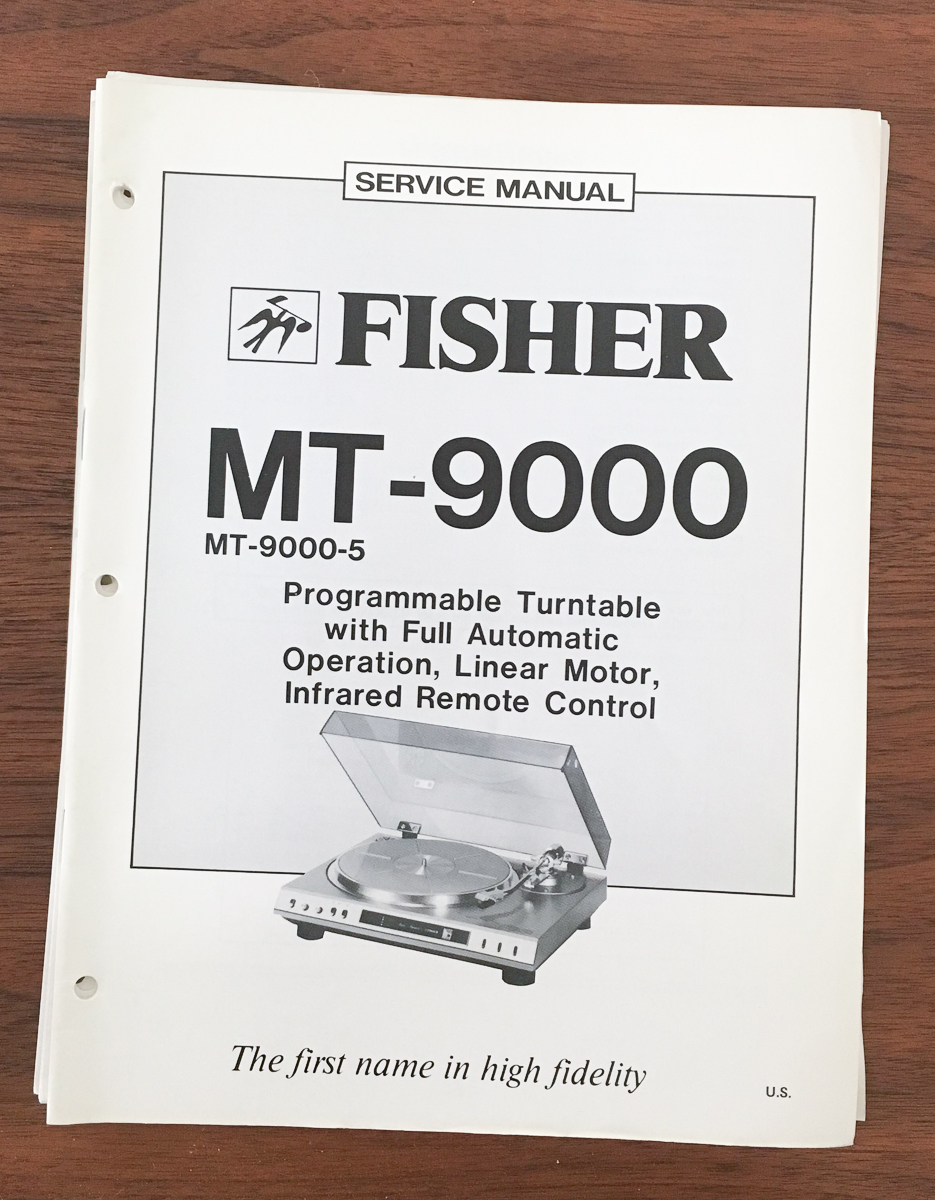 SERVICE MANUAL
FISHER
MT-9000
MT-9000-5
Programmable Turntable
with Full Automatic
Operation, Linear Motor,
Infrared Remote Control
The first name in high fidelity
U.S.